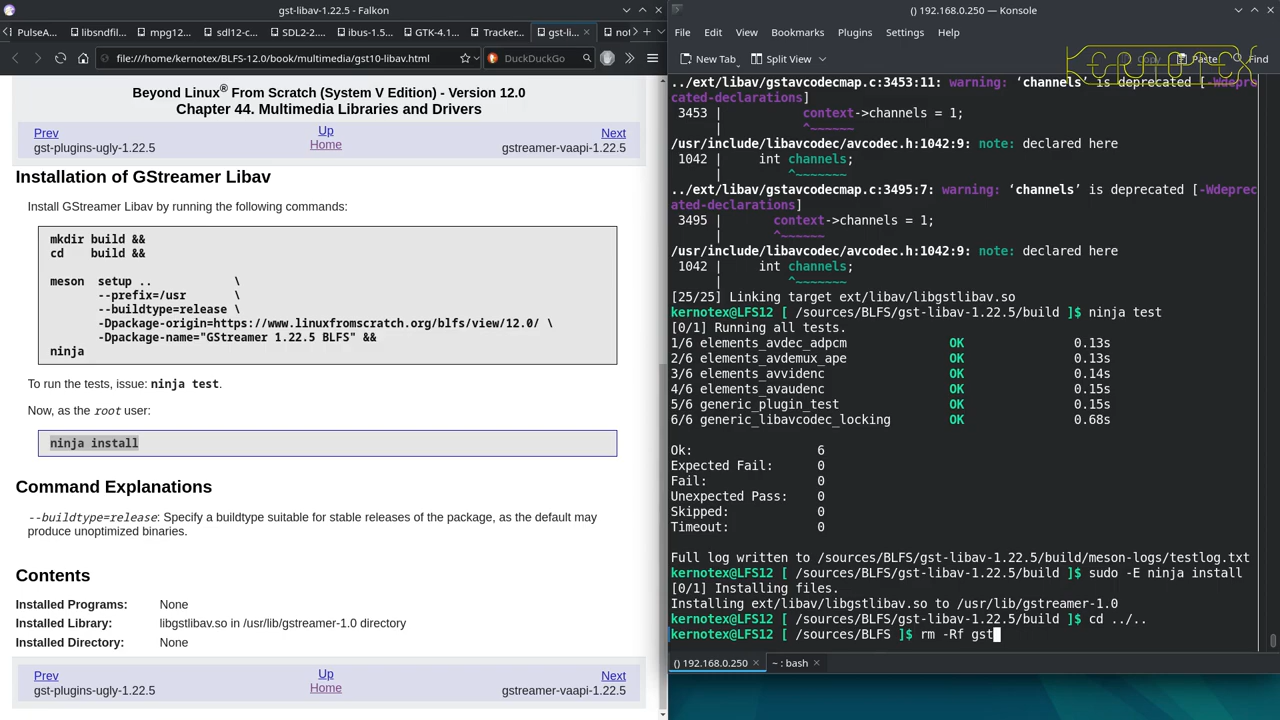 gst-libav-1.22.5 - Falkon
PulseA...
libsndfil...
mpg12...
sdl12-c...
SDL2-2....
ibus-1.5...
GTK-4.1...
Tracker...
gst-li...
not
file:///home/kernotex/BLFS-12.0/book/multimedia/gst10-libav.html
DuckDuckGo
Beyond Linux® From Scratch (System V Edition) - Version 12.0
Chapter 44. Multimedia Libraries and Drivers
Prev
Up
Next
gst-plugins-ugly-1.22.5
Home
gstreamer-vaapi-1.22.5
Installation of GStreamer Libav
Install GStreamer Libav by running the following commands:
mkdir build &&
cd    build &&
meson  setup ..            \
--prefix=/usr       \
--buildtype=release \
-Dpackage-origin=https://www.linuxfromscratch.org/blfs/view/12.0/ \
-Dpackage-name="GStreamer 1.22.5 BLFS" &&
ninja
To run the tests, issue: ninja test.
Now, as the root user:
ninja install
Command Explanations
--buildtype=release: Specify a buildtype suitable for stable releases of the package, as the default may
produce unoptimized binaries.
Contents
Installed Programs: None
Installed Library: libgstlibav.so in /usr/lib/gstreamer-1.0 directory
Installed Directory: None
Prev
Up
Next
gst-plugins-ugly-1.22.5
Home
gstreamer-vaapi-1.22.5
() 192.168.0.250 — Konsole
File Edit View Bookmarks Plugins Settings Help
New Tab
Split View
Copy
Paste
Find
KERNOTEX
../ext/libav/gstavcodecmap.c:3453:11: warning: ‘channels’ is deprecated [-Wdepre
cated-declarations]
3453 |           context->channels = 1;
|           ^~~~~~~
/usr/include/libavcodec/avcodec.h:1042:9: note: declared here
1042 |     int channels;
|         ^~~~~~~~
../ext/libav/gstavcodecmap.c:3495:7: warning: ‘channels’ is deprecated [-Wdeprec
ated-declarations]
3495 |       context->channels = 1;
|       ^~~~~~~
/usr/include/libavcodec/avcodec.h:1042:9: note: declared here
1042 |     int channels;
|         ^~~~~~~~
[25/25] Linking target ext/libav/libgstlibav.so
kernotex@LFS12 [ /sources/BLFS/gst-libav-1.22.5/build ]$ ninja test
[0/1] Running all tests.
1/6 elements_avdec_adpcm OK 0.13s
2/6 elements_avdemux_ape OK 0.13s
3/6 elements_avvidenc OK 0.14s
4/6 elements_avaudenc OK 0.15s
5/6 generic_plugin_test OK 0.15s
6/6 generic_libavcodec_locking OK 0.68s
Ok: 6
Expected Fail: 0
Fail: 0
Unexpected Pass: 0
Skipped: 0
Timeout: 0
Full log written to /sources/BLFS/gst-libav-1.22.5/build/meson-logs/testlog.txt
kernotex@LFS12 [ /sources/BLFS/gst-libav-1.22.5/build ]$ sudo -E ninja install
[0/1] Installing files.
Installing ext/libav/libgstlibav.so to /usr/lib/gstreamer-1.0
kernotex@LFS12 [ /sources/BLFS/gst-libav-1.22.5/build ]$ cd ../..
kernotex@LFS12 [ /sources/BLFS ]$ rm -Rf gst
() 192.168.0.250
~ : bash